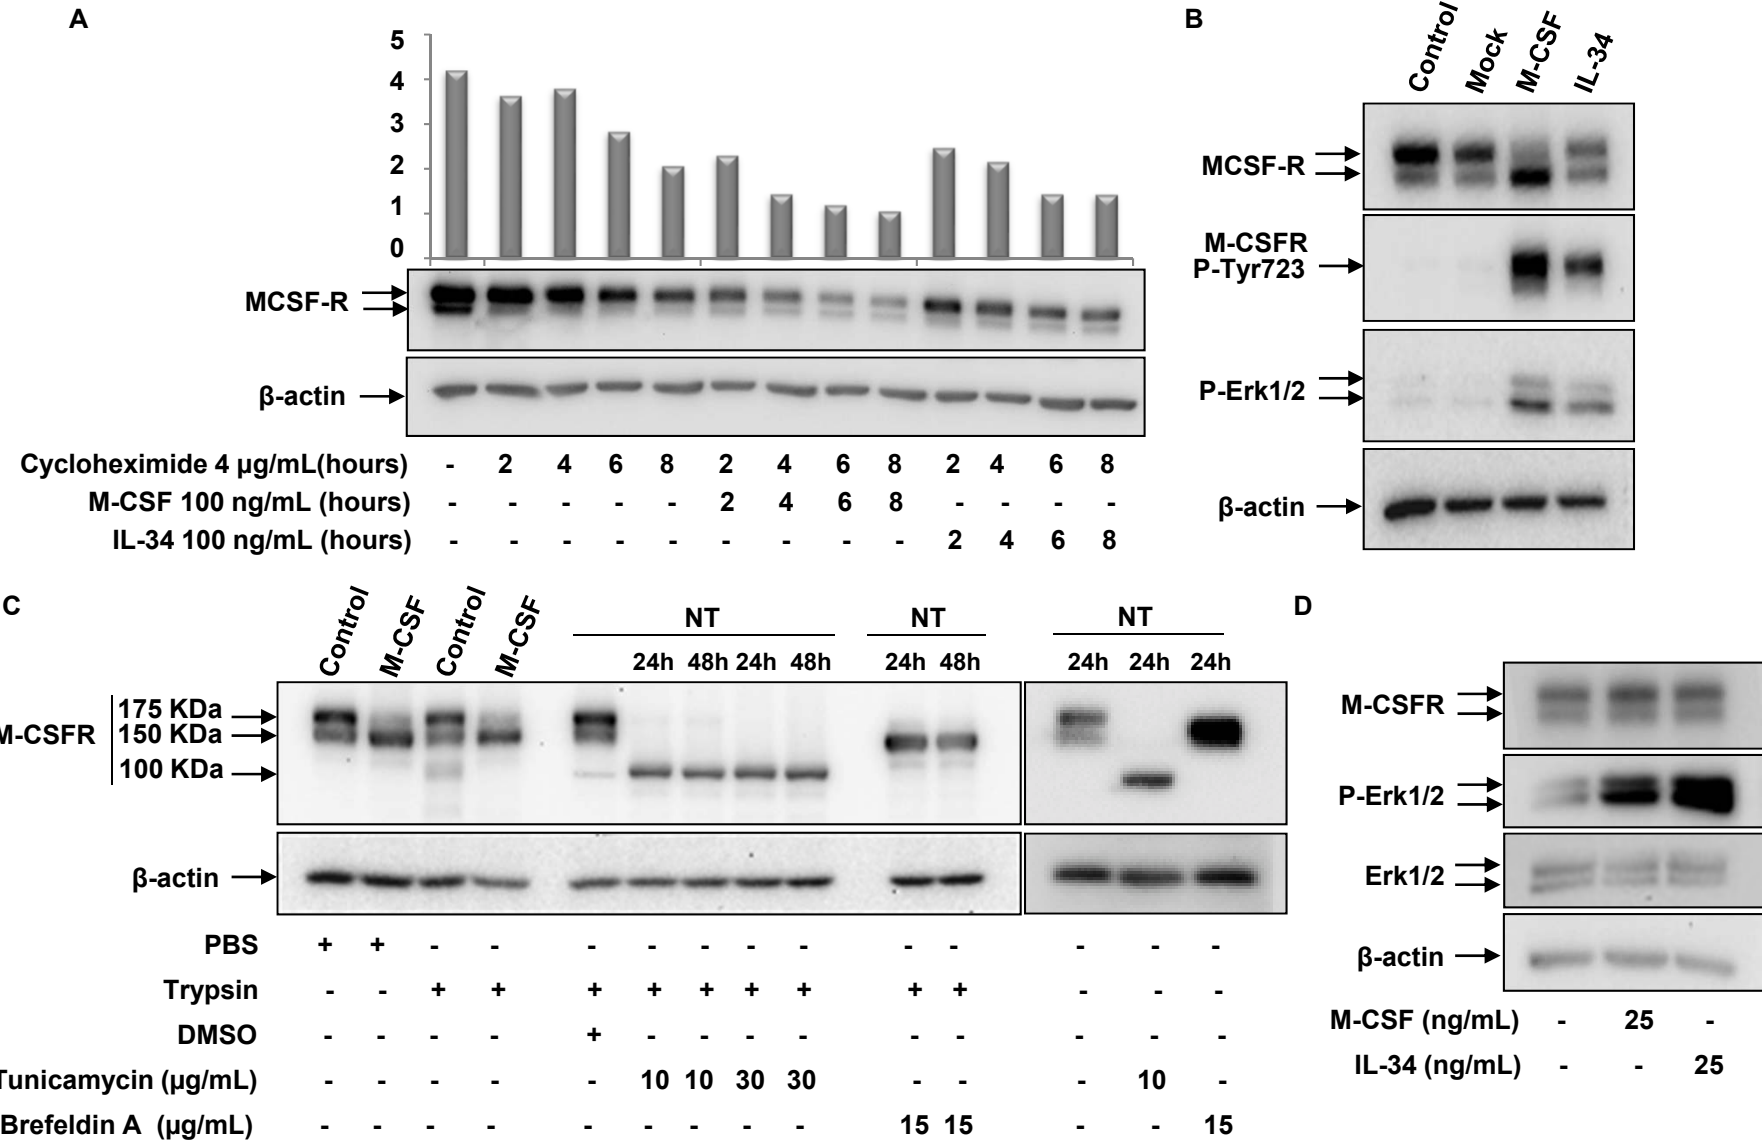 A
5
4
3
2
1
0
MCSF-R
β-actin
Cycloheximide 4 µg/mL(hours) - 2 4 6 8 2 4 6 8 2 4 6 8
M-CSF 100 ng/mL (hours) - - - - - 2 4 6 8 - - - -
IL-34 100 ng/mL (hours) - - - - - - - - - 2 4 6 8
B
Control Mock M-CSF IL-34
MCSF-R
M-CSFR
P-Tyr723
P-Erk1/2
β-actin
C
Control M-CSF Control M-CSF NT NT NT
24h 48h 24h 48h 24h 48h 24h 24h 24h
M-CSFR
175 KDa
150 KDa
100 KDa
β-actin
PBS + + - - - - - - - - - - - -
Trypsin - - + + + + + + + + + - - -
DMSO - - - - + - - - - - - - - -
Tunicamycin (µg/mL) - - - - - 10 10 30 30 - - - 10 -
Brefeldin A (µg/mL) - - - - - - - - - 15 15 - - 15
D
M-CSFR
P-Erk1/2
Erk1/2
β-actin
M-CSF (ng/mL) - 25 -
IL-34 (ng/mL) - - 25